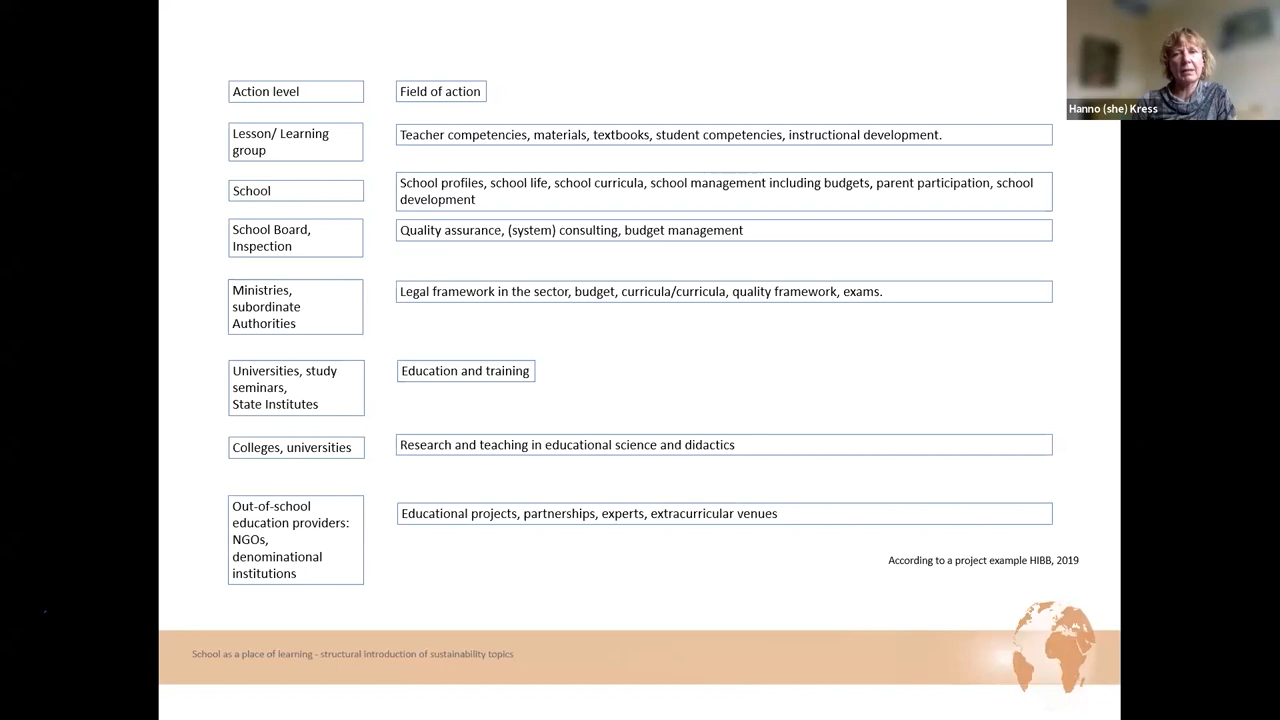 Action level
Field of action
Lesson/ Learning
group
Teacher competencies, materials, textbooks, student competencies, instructional development.
School
School profiles, school life, school curricula, school management including budgets, parent participation, school
development
School Board,
Inspection
Quality assurance, (system) consulting, budget management
Ministries,
subordinate
Authorities
Legal framework in the sector, budget, curricula/curricula, quality framework, exams.
Universities, study
seminars,
State Institutes
Education and training
Colleges, universities
Research and teaching in educational science and didactics
Out-of-school
education providers:
NGOs,
denominational
institutions
Educational projects, partnerships, experts, extracurricular venues
According to a project example HIBB, 2019
School as a place of learning - structural introduction of sustainability topics
Hanno (she) Kress